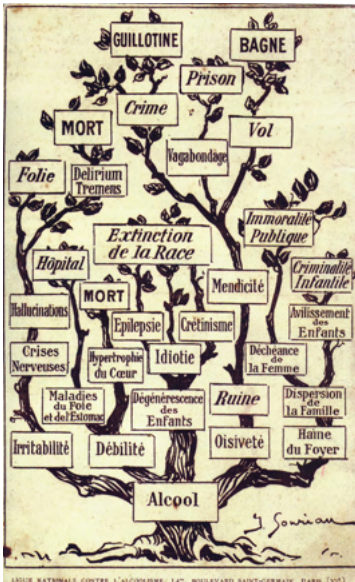 GUILLOTINE
BAGNE
Prison
Crime
MORT
Vol
Vagabondage
Folie
Delirium
Tremens
Immoralité
Publique
Extinction
de la Race
Hôpital
Criminalité
Infantile
Mendicité
MORT
Hallucinations
Avilissement
des
Enfants
Epilepsie
Crétinisme
Crises
Nerveuses
Hypertrophie
du Cœur
Idiotie
Déchéance
de la
Femme
Maladies
du Foie
et de l'Estomac
Dégénérescence
des
Enfants
Ruine
Dispersion
de
la Famille
Irritabilité
Débilité
Oisiveté
Haine
du Foyer
Alcool
LIGUE NATIONALE CONTRE L'ALCOOLISME, 147, BOULEVARD SAINT-GERMAIN, PARIS